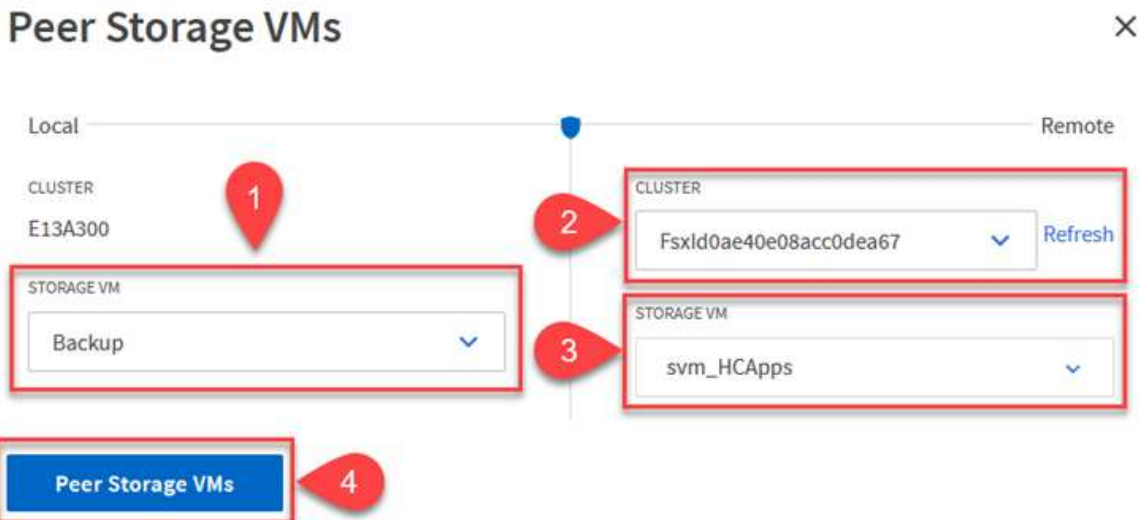 Peer Storage VMs
Local
Remote
CLUSTER
E13A300
1
STORAGE VM
Backup
2
CLUSTER
FsxId0ae40e08acc0dea67
Refresh
3
STORAGE VM
svm_HCApps
Peer Storage VMs
4